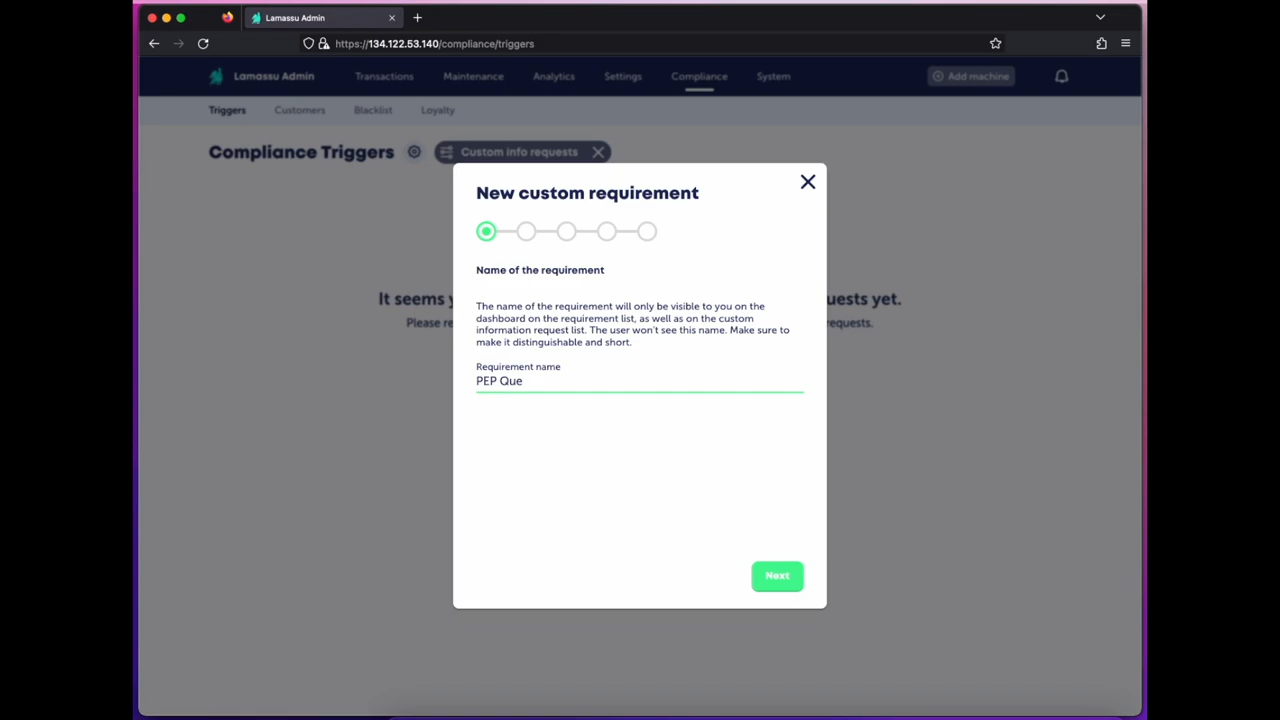 Lamassu Admin
https://134.122.53.140/compliance/triggers
Lamassu Admin Transactions Maintenance Analytics Settings Compliance System Add machine
Triggers Customers Blacklist Loyalty
Compliance Triggers Custom info requests
New custom requirement
Name of the requirement
It seems uests yet.
Please re requests.
The name of the requirement will only be visible to you on the
dashboard on the requirement list, as well as on the custom
information request list. The user won't see this name. Make sure to
make it distinguishable and short.
Requirement name
PEP Que
Next